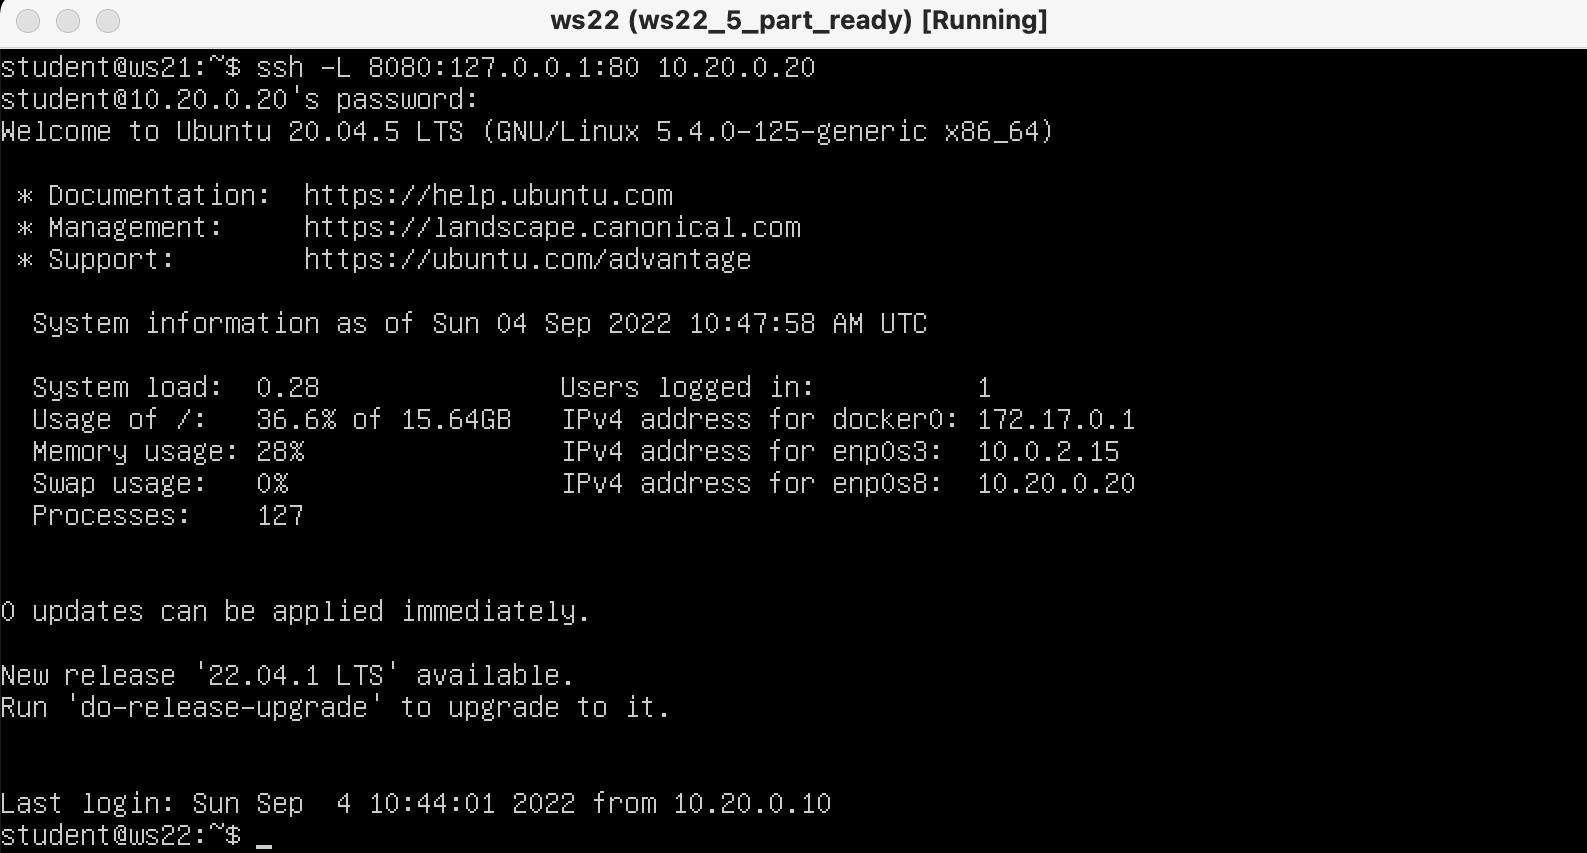 ws22 (ws22_5_part_ready) [Running]
student@ws21:~$ ssh -L 8080:127.0.0.1:80 10.20.0.20
student@10.20.0.20's password:
Welcome to Ubuntu 20.04.5 LTS (GNU/Linux 5.4.0-125-generic x86_64)
* Documentation:  https://help.ubuntu.com
* Management:     https://landscape.canonical.com
* Support:        https://ubuntu.com/advantage
System information as of Sun 04 Sep 2022 10:47:58 AM UTC
System load:  0.28               Users logged in:          1
Usage of /:   36.6% of 15.64GB   IPv4 address for docker0: 172.17.0.1
Memory usage: 28%                IPv4 address for enp0s3:  10.0.2.15
Swap usage:   0%                 IPv4 address for enp0s8:  10.20.0.20
Processes:    127
0 updates can be applied immediately.
New release '22.04.1 LTS' available.
Run 'do-release-upgrade' to upgrade to it.
Last login: Sun Sep  4 10:44:01 2022 from 10.20.0.10
student@ws22:~$ _